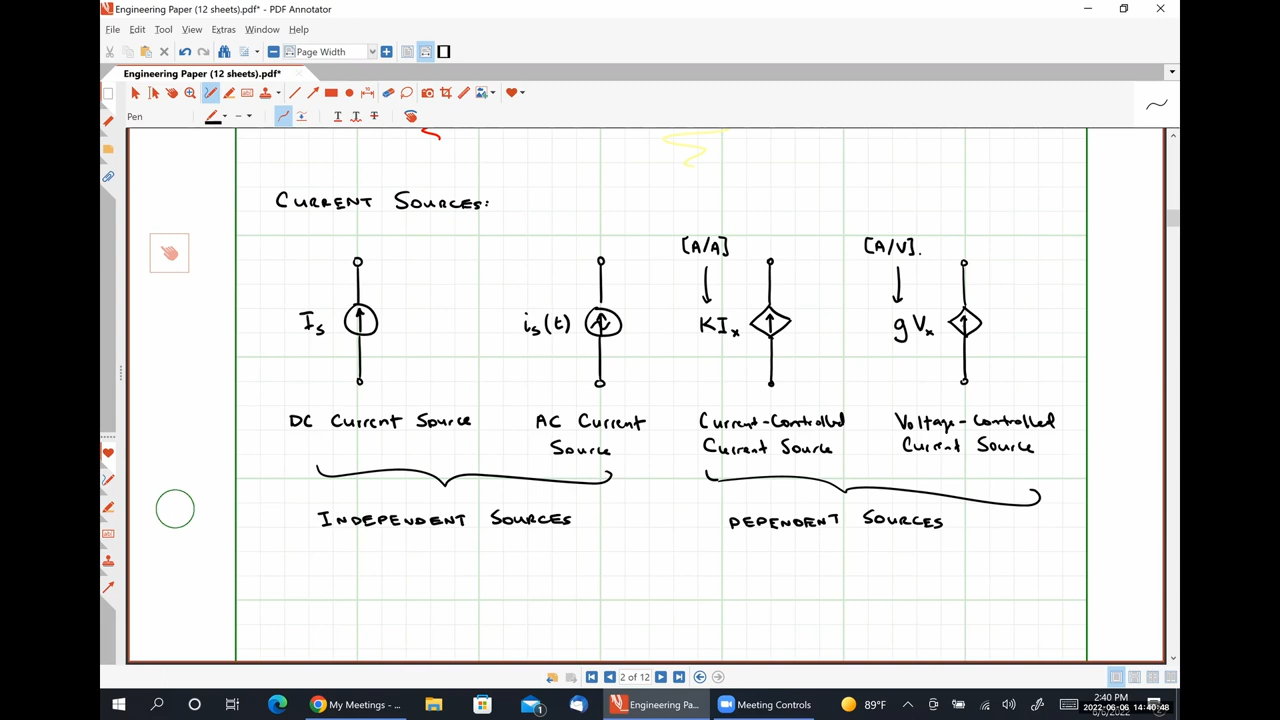 Engineering Paper (12 sheets).pdf* - PDF Annotator
File Edit Tool View Extras Window Help
Page Width
Engineering Paper (12 sheets).pdf*
Pen
CURRENT SOURCES:
[A/A] [A/V].
Is is(t) KIx gVx
DC Current Source AC Current Source Current-Controlled Current Source Voltage-Controlled Current Source
INDEPENDENT SOURCES DEPENDENT SOURCES
2 of 12
My Meetings - ... Engineering Pa... Meeting Controls 89°F 2:40 PM
2022-06-06 14:40:48